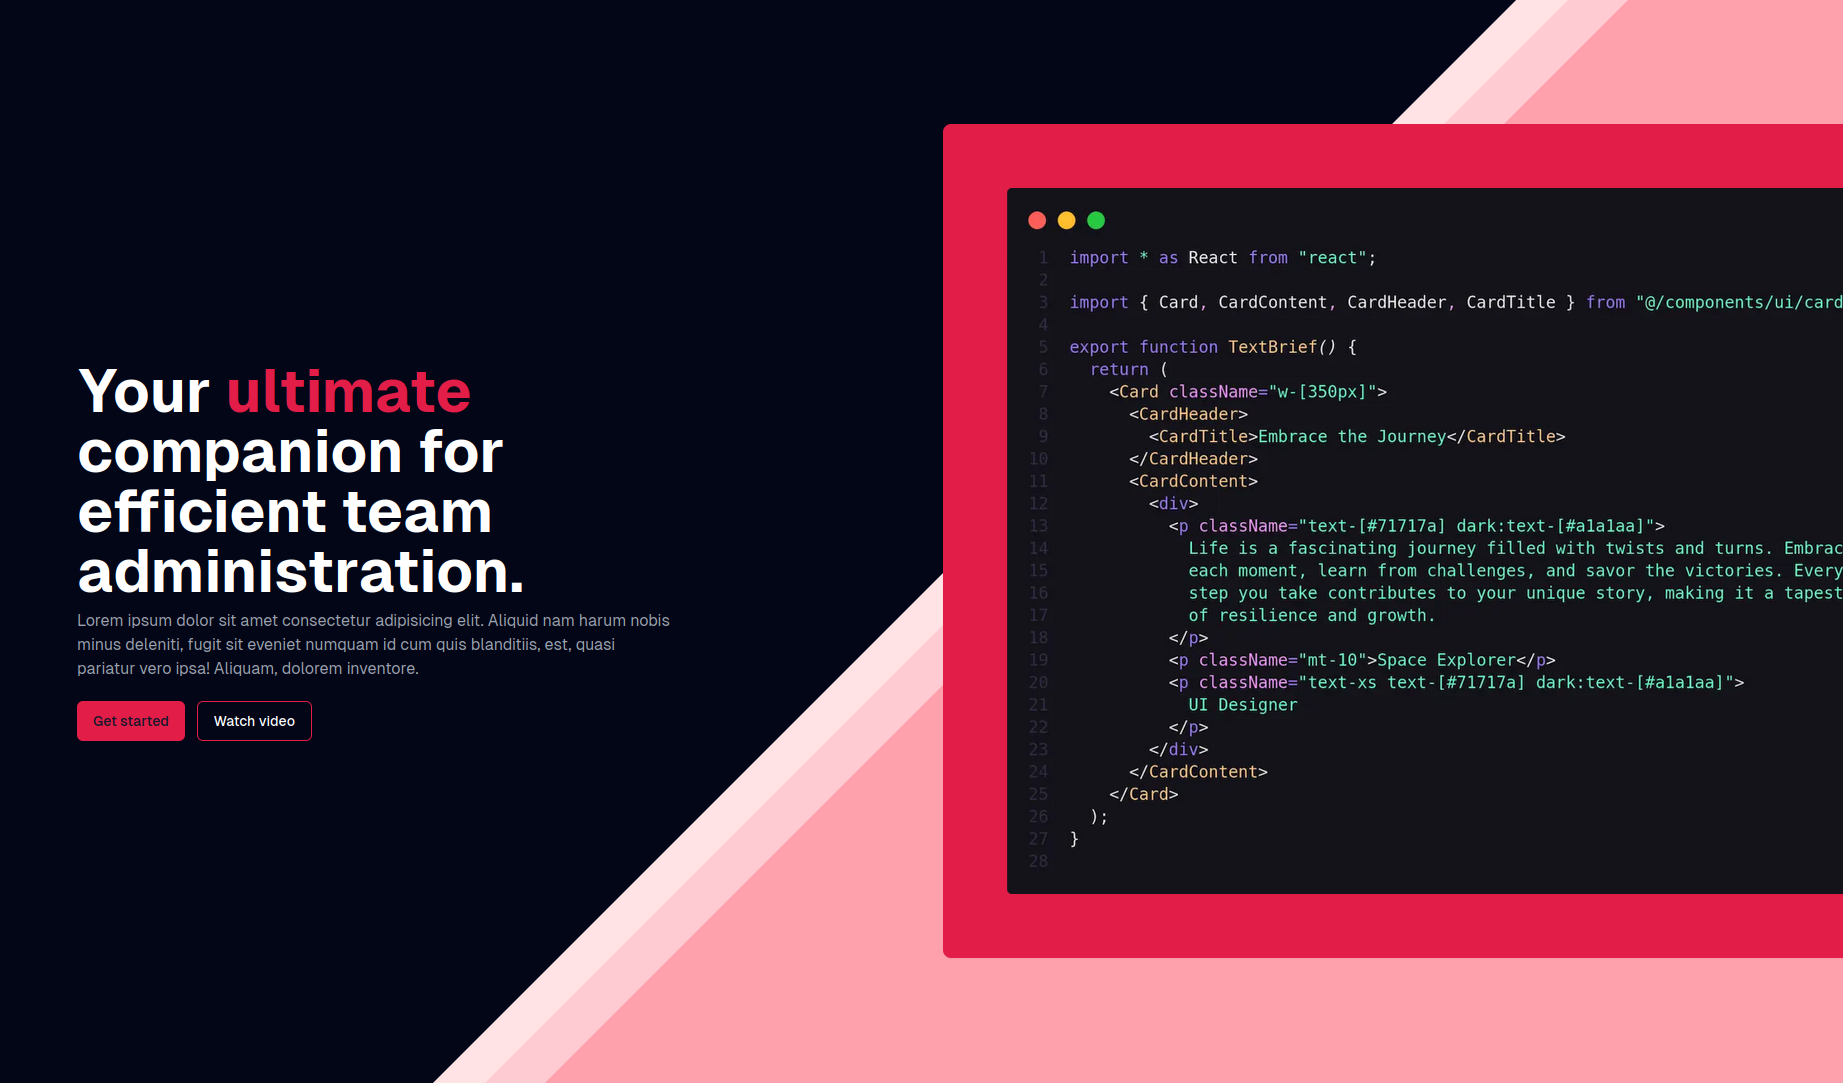 Your ultimate
companion for
efficient team
administration.
Lorem ipsum dolor sit amet consectetur adipisicing elit. Aliquid nam harum nobis
minus deleniti, fugit sit eveniet numquam id cum quis blanditiis, est, quasi
pariatur vero ipsa! Aliquam, dolorem inventore.
Get started
Watch video
1 import * as React from "react";
2
3 import { Card, CardContent, CardHeader, CardTitle } from "@/components/ui/card
4
5 export function TextBrief() {
6 return (
7 <Card className="w-[350px]">
8 <CardHeader>
9 <CardTitle>Embrace the Journey</CardTitle>
10 </CardHeader>
11 <CardContent>
12 <div>
13 <p className="text-[#71717a] dark:text-[#a1a1aa]">
14 Life is a fascinating journey filled with twists and turns. Embrac
15 each moment, learn from challenges, and savor the victories. Every
16 step you take contributes to your unique story, making it a tapest
17 of resilience and growth.
18 </p>
19 <p className="mt-10">Space Explorer</p>
20 <p className="text-xs text-[#71717a] dark:text-[#a1a1aa]">
21 UI Designer
22 </p>
23 </div>
24 </CardContent>
25 </Card>
26 );
27 }
28